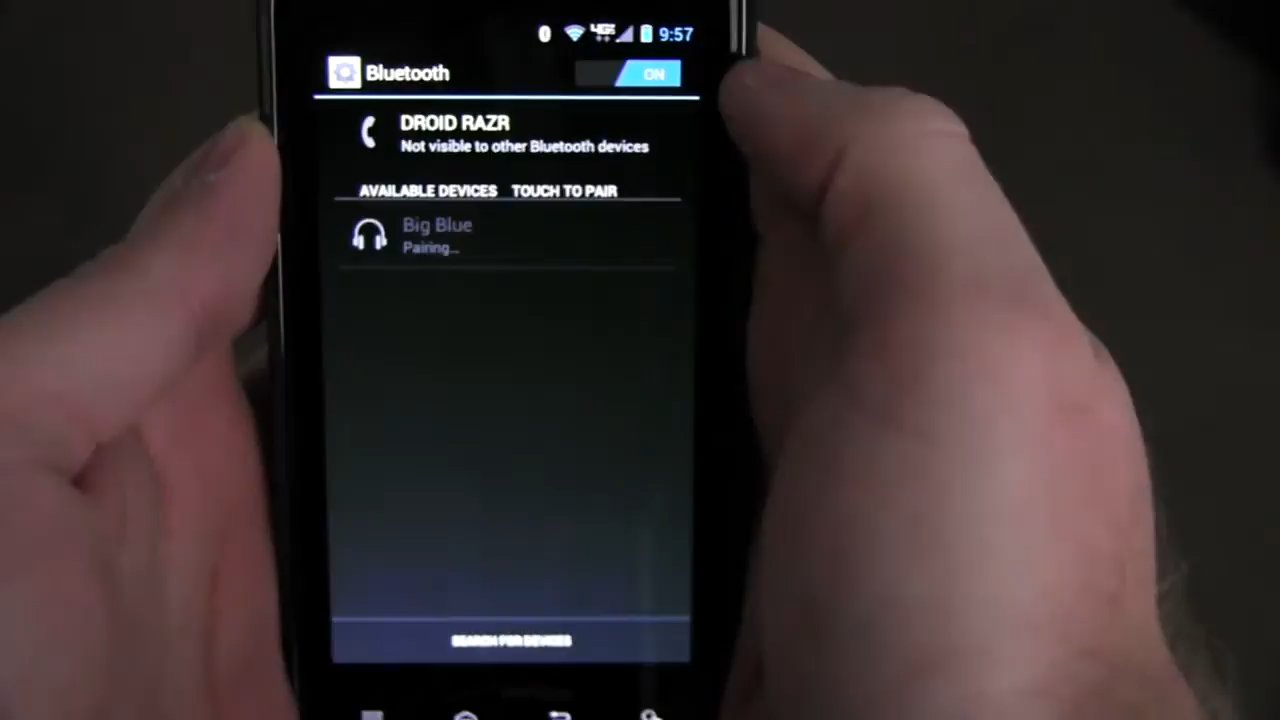 4G 9:57
Bluetooth ON
DROID RAZR
Not visible to other Bluetooth devices
AVAILABLE DEVICES TOUCH TO PAIR
Big Blue
Pairing...
SEARCH FOR DEVICES